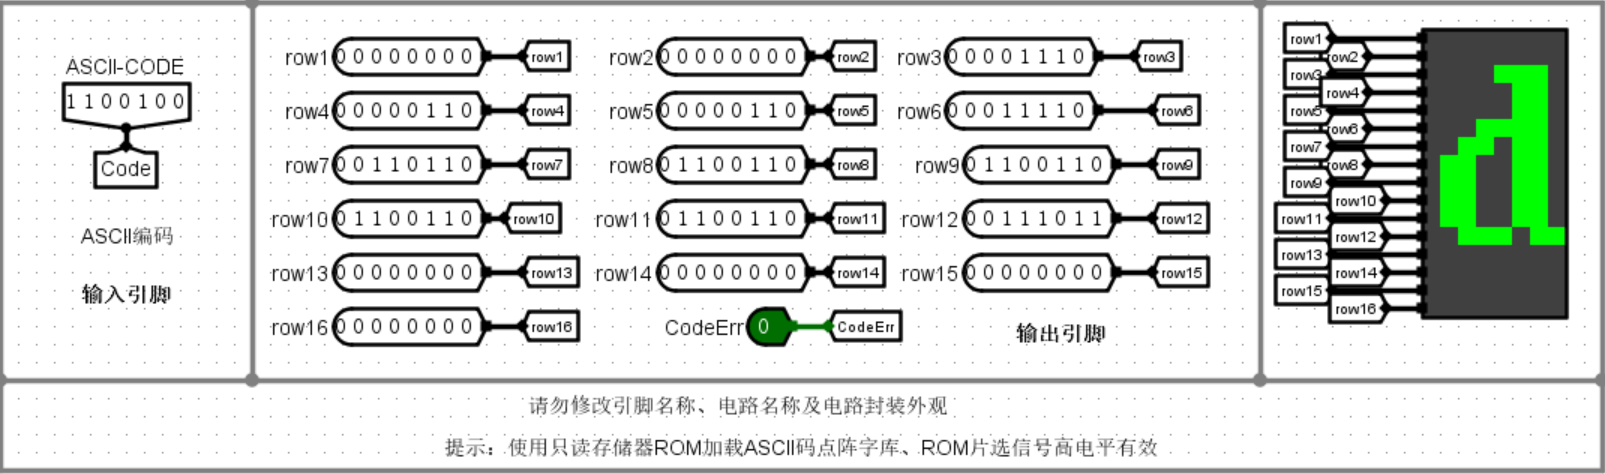 ASCII-CODE
1 1 0 0 1 0 0
Code
ASCII编码
输入引脚
row1 0 0 0 0 0 0 0 0 row1
row2 0 0 0 0 0 0 0 0 row2
row3 0 0 0 0 1 1 1 0 row3
row4 0 0 0 0 0 1 1 0 row4
row5 0 0 0 0 0 1 1 0 row5
row6 0 0 0 1 1 1 1 0 row6
row7 0 0 1 1 0 1 1 0 row7
row8 0 1 1 0 0 1 1 0 row8
row9 0 1 1 0 0 1 1 0 row9
row10 0 1 1 0 0 1 1 0 row10
row11 0 1 1 0 0 1 1 0 row11
row12 0 0 1 1 1 0 1 1 row12
row13 0 0 0 0 0 0 0 0 row13
row14 0 0 0 0 0 0 0 0 row14
row15 0 0 0 0 0 0 0 0 row15
row16 0 0 0 0 0 0 0 0 row16
CodeErr 0 CodeErr
输出引脚
row1
row2
row3
row4
row5
row6
row7
row8
row9
row10
row11
row12
row13
row14
row15
row16
d
请勿修改引脚名称、电路名称及电路封装外观
提示：使用只读存储器ROM加载ASCII码点阵字库、ROM片选信号高电平有效